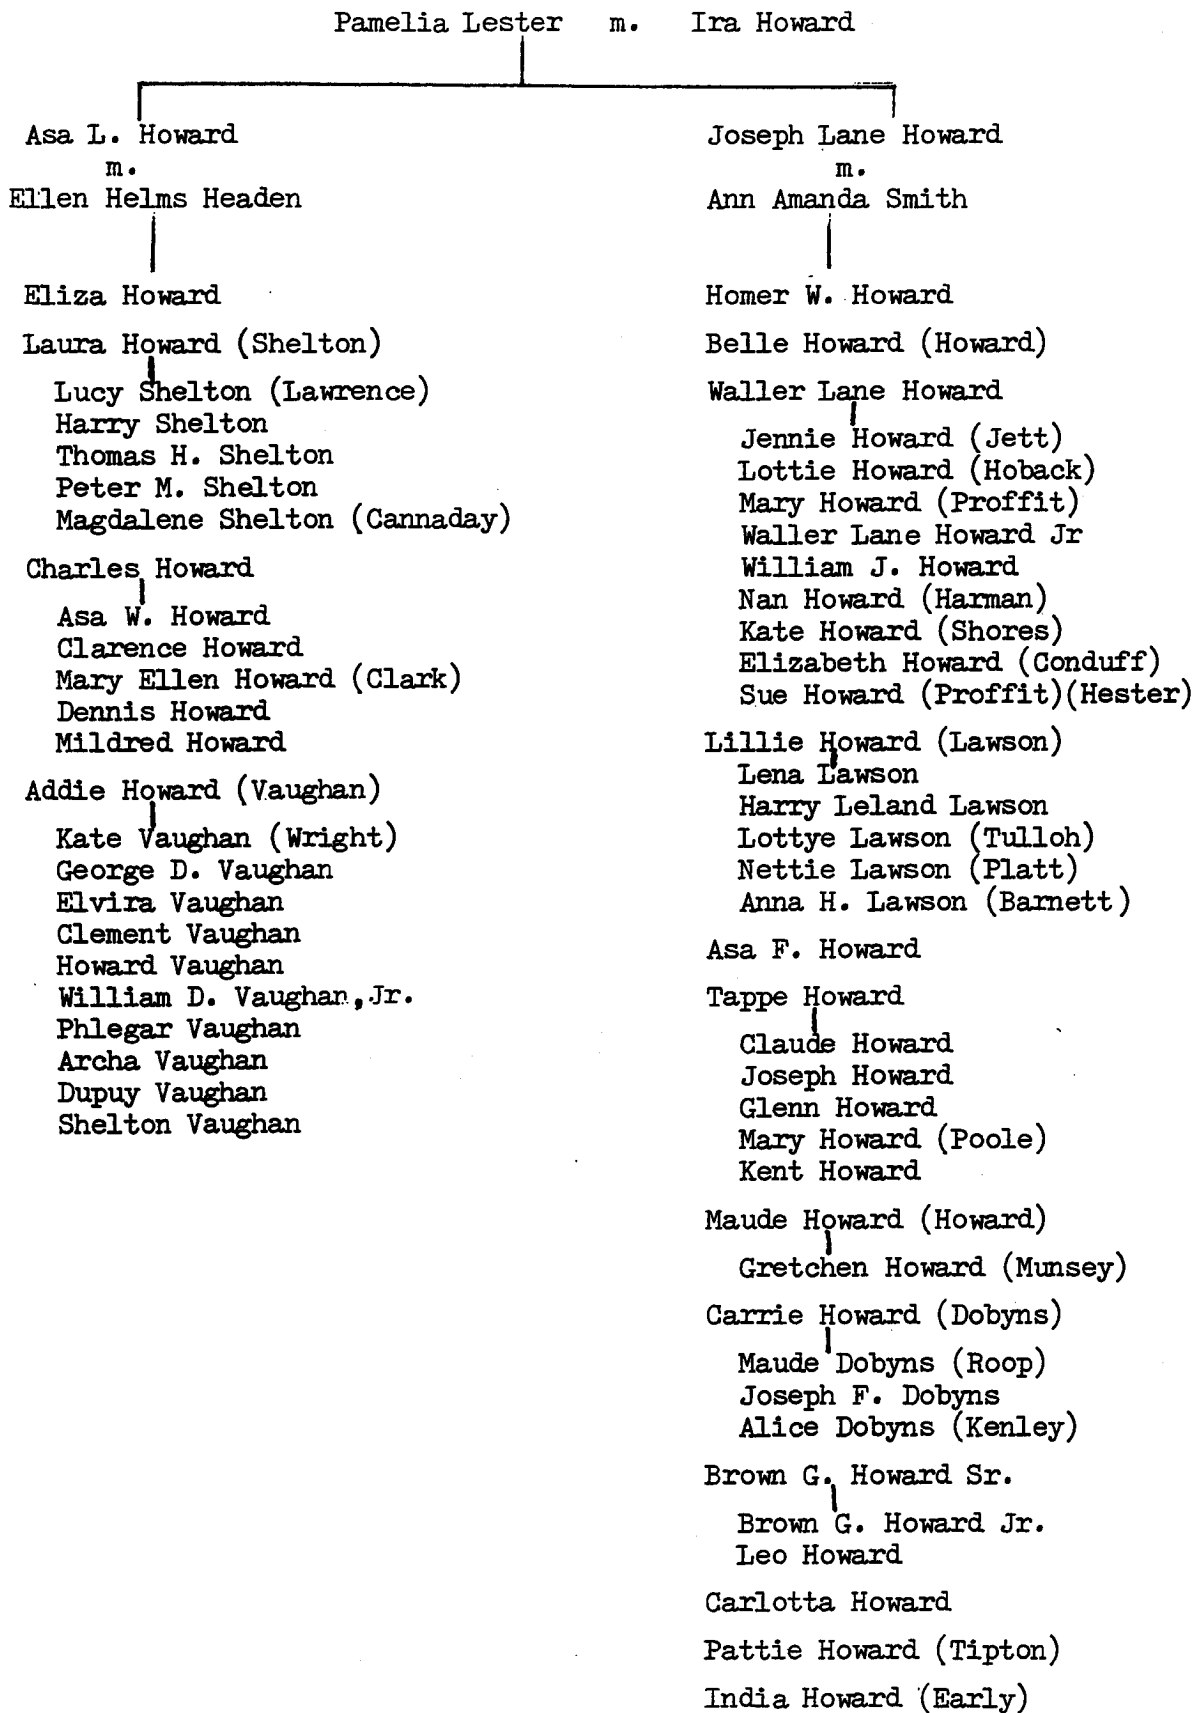 Pamelia Lester m. Ira Howard
Asa L. Howard
m.
Ellen Helms Headen
Eliza Howard
Laura Howard (Shelton)
Lucy Shelton (Lawrence)
Harry Shelton
Thomas H. Shelton
Peter M. Shelton
Magdalene Shelton (Cannaday)
Charles Howard
Asa W. Howard
Clarence Howard
Mary Ellen Howard (Clark)
Dennis Howard
Mildred Howard
Addie Howard (Vaughan)
Kate Vaughan (Wright)
George D. Vaughan
Elvira Vaughan
Clement Vaughan
Howard Vaughan
William D. Vaughan, Jr.
Phlegar Vaughan
Archa Vaughan
Dupuy Vaughan
Shelton Vaughan
Joseph Lane Howard
m.
Ann Amanda Smith
Homer W. Howard
Belle Howard (Howard)
Waller Lane Howard
Jennie Howard (Jett)
Lottie Howard (Hoback)
Mary Howard (Proffit)
Waller Lane Howard Jr
William J. Howard
Nan Howard (Harman)
Kate Howard (Shores)
Elizabeth Howard (Conduff)
Sue Howard (Proffit)(Hester)
Lillie Howard (Lawson)
Lena Lawson
Harry Leland Lawson
Lottye Lawson (Tulloh)
Nettie Lawson (Platt)
Anna H. Lawson (Barnett)
Asa F. Howard
Tappe Howard
Claude Howard
Joseph Howard
Glenn Howard
Mary Howard (Poole)
Kent Howard
Maude Howard (Howard)
Gretchen Howard (Munsey)
Carrie Howard (Dobyns)
Maude Dobyns (Roop)
Joseph F. Dobyns
Alice Dobyns (Kenley)
Brown G. Howard Sr.
Brown G. Howard Jr.
Leo Howard
Carlotta Howard
Pattie Howard (Tipton)
India Howard (Early)